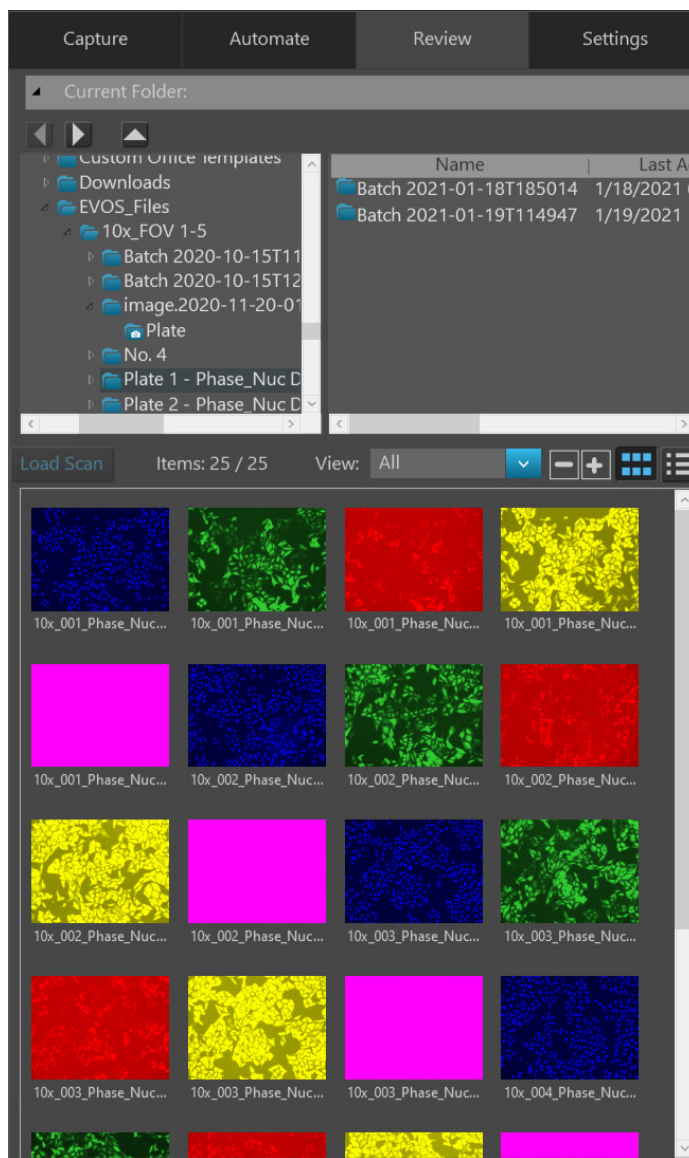 Capture Automate Review Settings
Current Folder:
Custom Office Templates
Downloads
EVOS_Files
10x_FOV 1-5
Batch 2020-10-15T11
Batch 2020-10-15T12
image.2020-11-20-01
Plate
No. 4
Plate 1 - Phase_Nuc D
Plate 2 - Phase_Nuc D
Name Last A
Batch 2021-01-18T185014 1/18/2021
Batch 2021-01-19T114947 1/19/2021
Load Scan Items: 25 / 25 View: All
10x_001_Phase_Nuc... 10x_001_Phase_Nuc... 10x_001_Phase_Nuc... 10x_001_Phase_Nuc...
10x_001_Phase_Nuc... 10x_002_Phase_Nuc... 10x_002_Phase_Nuc... 10x_002_Phase_Nuc...
10x_002_Phase_Nuc... 10x_002_Phase_Nuc... 10x_003_Phase_Nuc... 10x_003_Phase_Nuc...
10x_003_Phase_Nuc... 10x_003_Phase_Nuc... 10x_003_Phase_Nuc... 10x_004_Phase_Nuc...